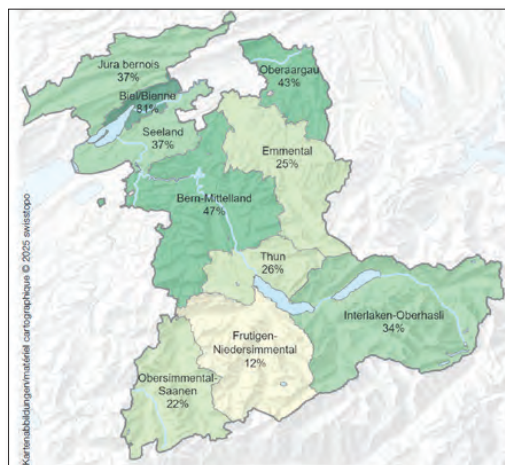 Jura bernois
37%
Oberaargau
43%
Biel/Bienne
81%
Seeland
37%
Emmental
25%
Bern-Mittelland
47%
Thun
26%
Interlaken-Oberhasli
34%
Frutigen-
Niedersimmental
12%
Obersimmental-
Saanen
22%
Kartenabbildungen/matériel cartographique © 2025 swisstopo